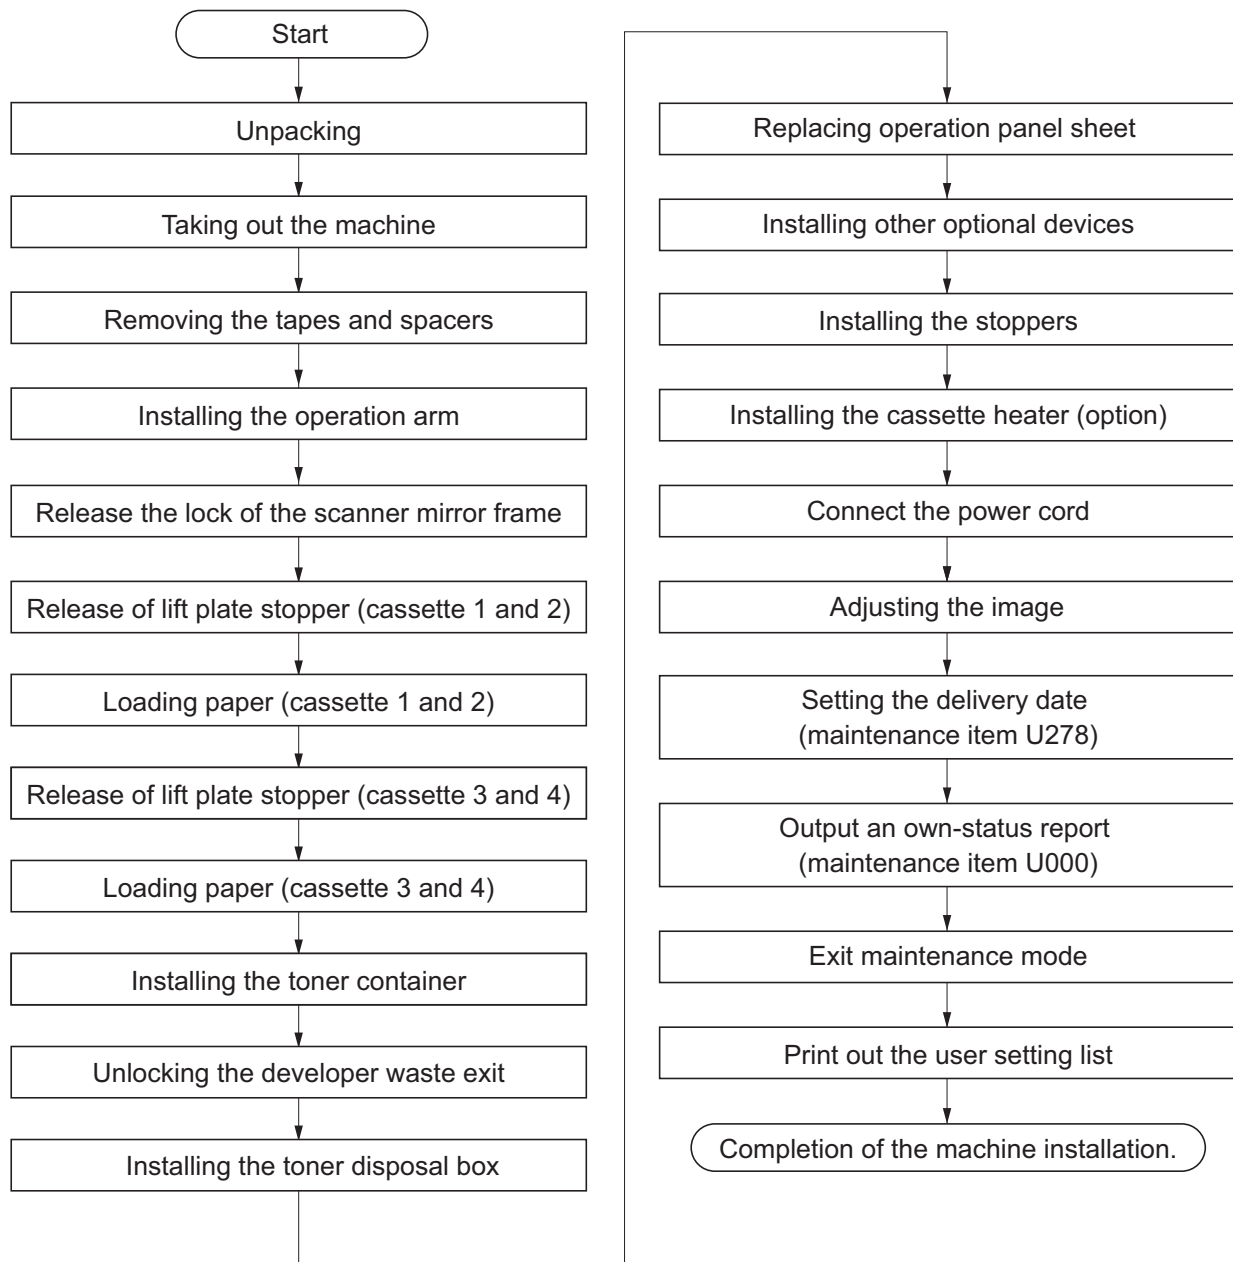 Start
Unpacking
Taking out the machine
Removing the tapes and spacers
Installing the operation arm
Release the lock of the scanner mirror frame
Release of lift plate stopper (cassette 1 and 2)
Loading paper (cassette 1 and 2)
Release of lift plate stopper (cassette 3 and 4)
Loading paper (cassette 3 and 4)
Installing the toner container
Unlocking the developer waste exit
Installing the toner disposal box
Replacing operation panel sheet
Installing other optional devices
Installing the stoppers
Installing the cassette heater (option)
Connect the power cord
Adjusting the image
Setting the delivery date
(maintenance item U278)
Output an own-status report
(maintenance item U000)
Exit maintenance mode
Print out the user setting list
Completion of the machine installation.